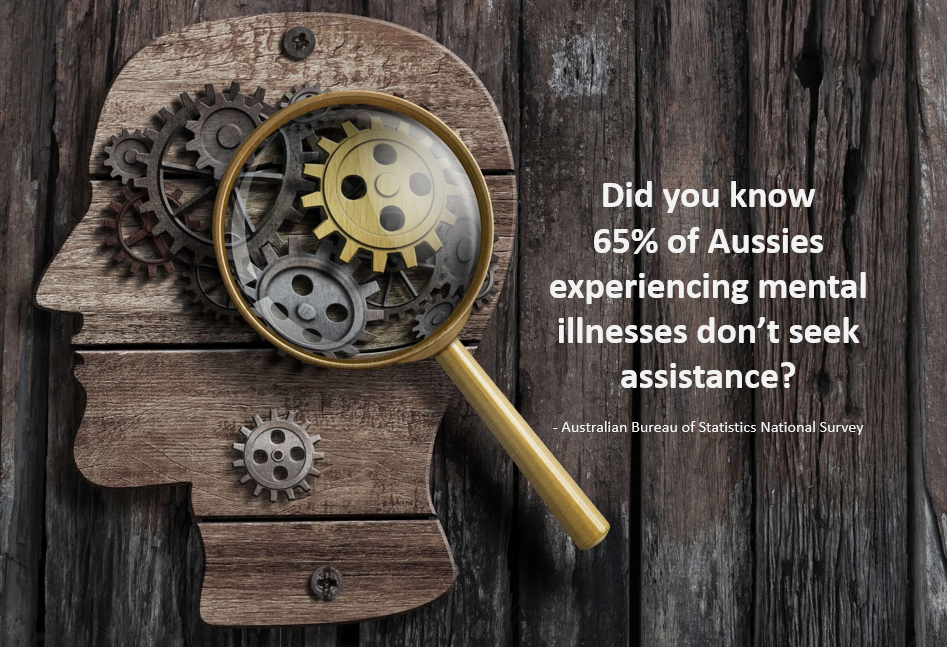 Did you know
65% of Aussies
experiencing mental
illnesses don’t seek
assistance?
- Australian Bureau of Statistics National Survey